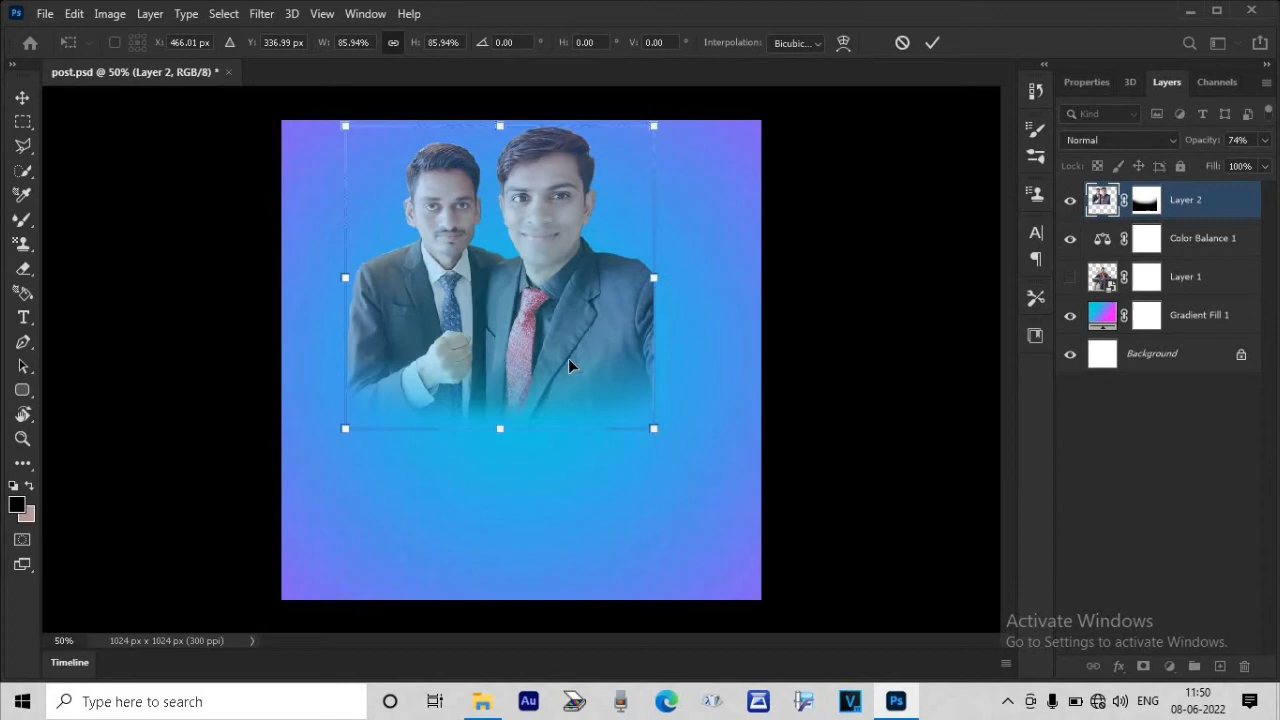 Ps File Edit Image Layer Type Select Filter 3D View Window Help
X: 466.01 px Y: 336.99 px W: 85.94% H: 85.94% 0.00 ° H: 0.00 ° V: 0.00 ° Interpolation: Bicubic...
post.psd @ 50% (Layer 2, RGB/8) * ×
Properties 3D Layers Channels
Kind
Normal Opacity: 74%
Lock: Fill: 100%
Layer 2
Color Balance 1
Layer 1
Gradient Fill 1
Background
Activate Windows
Go to Settings to activate Windows.
50% 1024 px x 1024 px (300 ppi)
Timeline
Type here to search
Au
V
Ps
ENG
11:50
08-06-2022